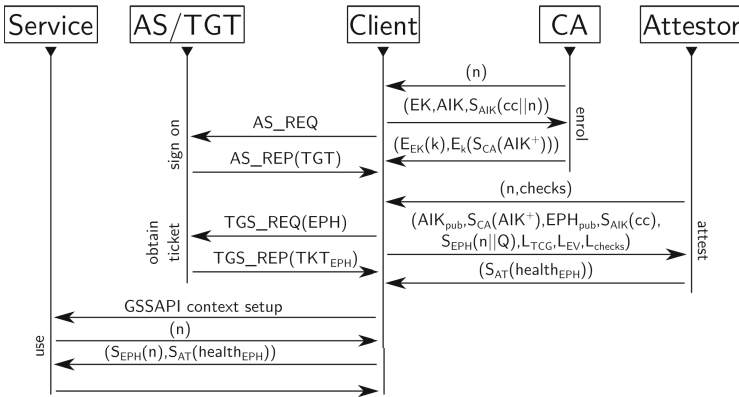 Service AS/TGT Client CA Attestor
(n)
(EK,AIK,S_AIK(cc||n))
enrol
AS_REQ
sign on
(E_EK(k),E_k(S_CA(AIK⁺)))
AS_REP(TGT)
(n,checks)
TGS_REQ(EPH)
(AIK_pub,S_CA(AIK⁺),EPH_pub,S_AIK(cc),
S_EPH(n||Q),L_TCG,L_EV,L_checks)
obtain
ticket
attest
TGS_REP(TKT_EPH)
(S_AT(health_EPH))
GSSAPI context setup
(n)
use
(S_EPH(n),S_AT(health_EPH))